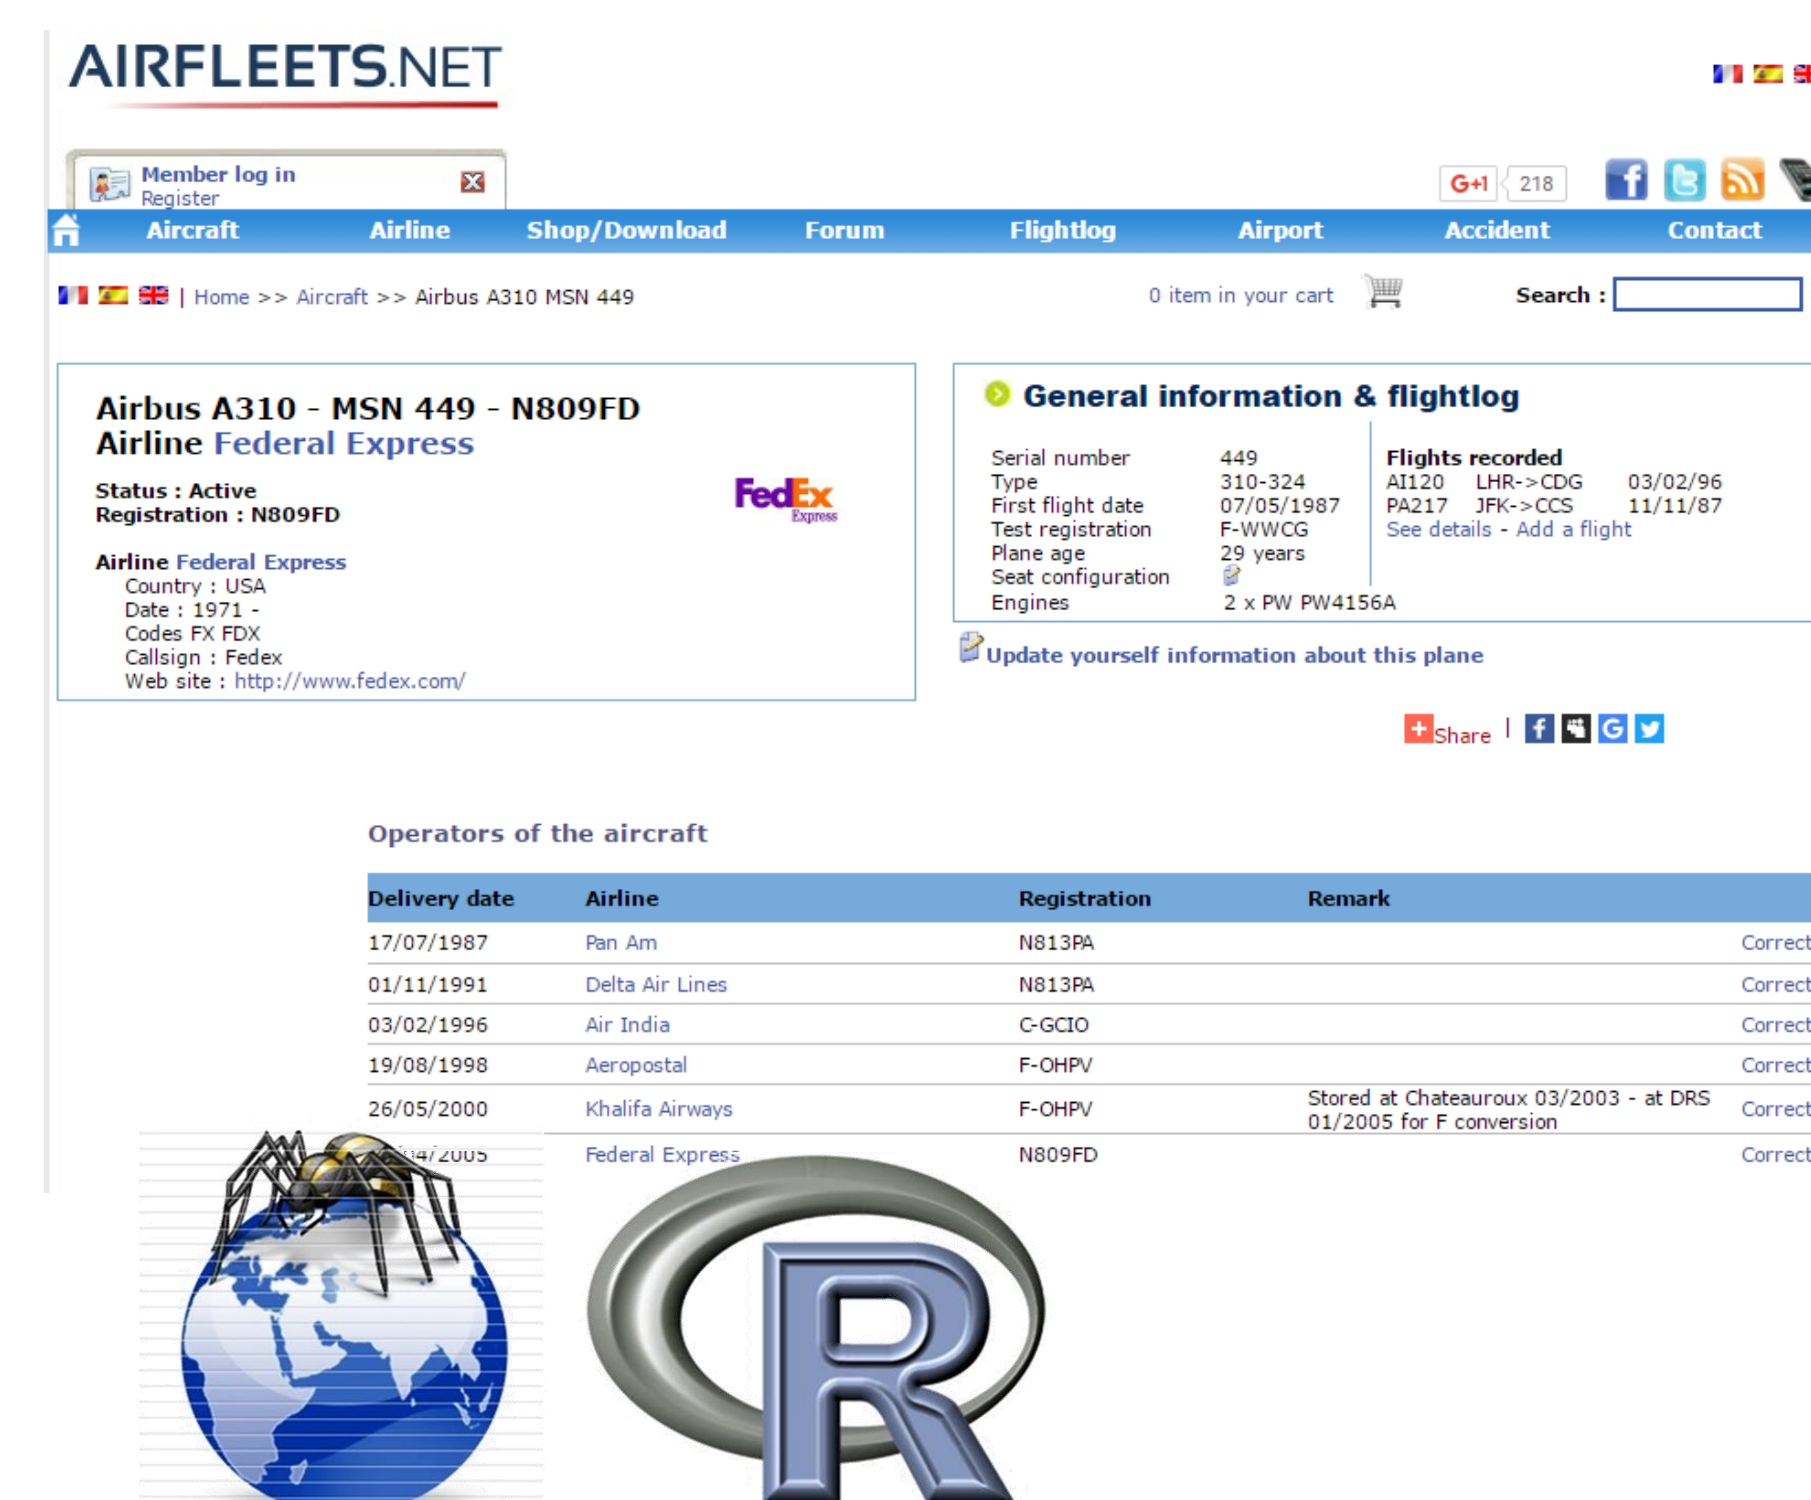 AIRFLEETS.NET
Member log in
Register
G+1 218
Aircraft Airline Shop/Download Forum Flightlog Airport Accident Contact
| Home >> Aircraft >> Airbus A310 MSN 449
0 item in your cart
Search :
Airbus A310 - MSN 449 - N809FD
Airline Federal Express
Status : Active
Registration : N809FD
FedEx
Express
Airline Federal Express
Country : USA
Date : 1971 -
Codes FX FDX
Callsign : Fedex
Web site : http://www.fedex.com/
General information & flightlog
Serial number 449
Type 310-324
First flight date 07/05/1987
Test registration F-WWCG
Plane age 29 years
Seat configuration
Engines 2 x PW PW4156A
Flights recorded
AI120 LHR->CDG 03/02/96
PA217 JFK->CCS 11/11/87
See details - Add a flight
Update yourself information about this plane
Share |
Operators of the aircraft
Delivery date Airline Registration Remark
17/07/1987 Pan Am N813PA Correct
01/11/1991 Delta Air Lines N813PA Correct
03/02/1996 Air India C-GCIO Correct
19/08/1998 Aeropostal F-OHPV Correct
26/05/2000 Khalifa Airways F-OHPV Stored at Chateauroux 03/2003 - at DRS 01/2005 for F conversion Correct
04/2005 Federal Express N809FD Correct
R